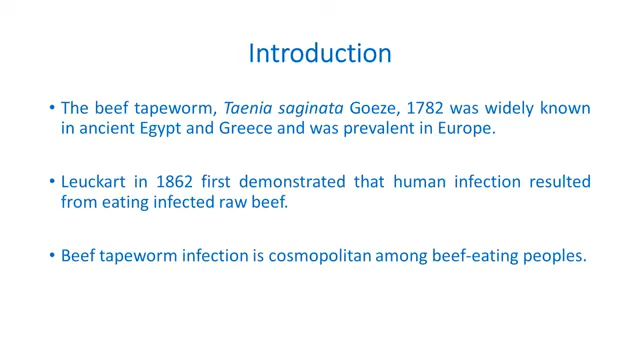 Introduction
• The beef tapeworm, Taenia saginata Goeze, 1782 was widely known
in ancient Egypt and Greece and was prevalent in Europe.
• Leuckart in 1862 first demonstrated that human infection resulted
from eating infected raw beef.
• Beef tapeworm infection is cosmopolitan among beef-eating peoples.